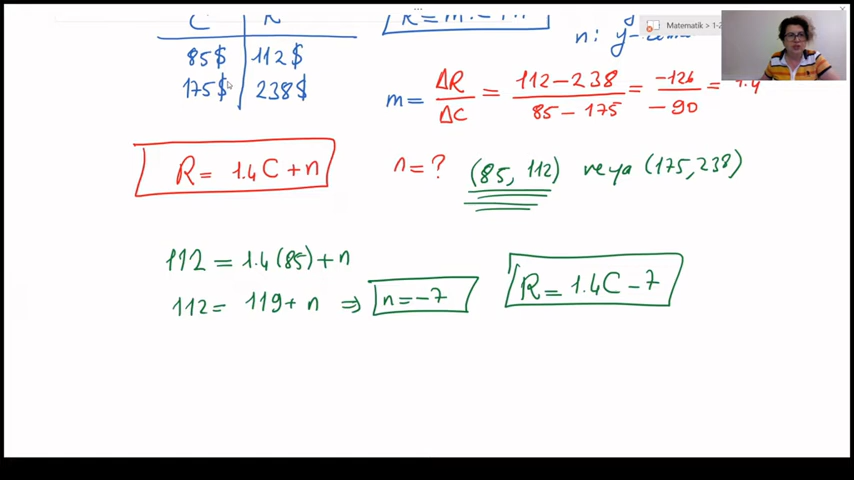 C R
R = m.C + n
85$ 112$
n: y-
175$ 238$
m = ΔR/ΔC = 112-238/85-175 = -126/-90 = 1.4
R = 1.4C + n
n = ? (85, 112) veya (175,238)
112 = 1.4(85) + n
112 = 119 + n ⇒ n = -7
R = 1.4C - 7
Matematik > 1-2